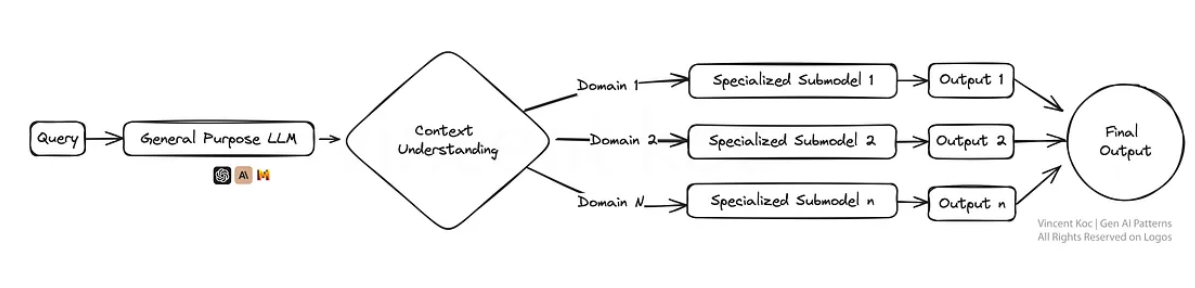 Query
General Purpose LLM
Context
Understanding
Domain 1
Specialized Submodel 1
Output 1
Domain 2
Specialized Submodel 2
Output 2
Domain N
Specialized Submodel n
Output n
Final
Output
Vincent Koc | Gen AI Patterns
All Rights Reserved on Logos